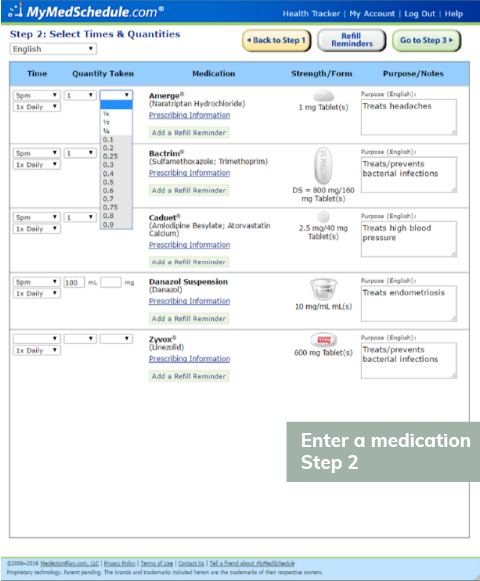 MyMedSchedule.com®
Health Tracker | My Account | Log Out | Help
Step 2: Select Times & Quantities
English
Back to Step 1
Refill
Reminders
Go to Step 3
Time Quantity Taken Medication Strength/Form Purpose/Notes
5pm 1
1x Daily
¼
½
¾
0.1
0.2
0.25
0.3
0.4
0.5
0.6
0.7
0.75
0.8
0.9
Amerge®
(Naratriptan Hydrochloride)
Prescribing Information
Add a Refill Reminder
1 mg Tablet(s)
Purpose (English):
Treats headaches
5pm 1
1x Daily
Bactrim®
(Sulfamethoxazole; Trimethoprim)
Prescribing Information
Add a Refill Reminder
DS = 800 mg/160
mg Tablet(s)
Purpose (English):
Treats/prevents
bacterial infections
5pm 1
1x Daily
Caduet®
(Amlodipine Besylate; Atorvastatin
Calcium)
Prescribing Information
Add a Refill Reminder
2.5 mg/40 mg
Tablet(s)
Purpose (English):
Treats high blood
pressure
5pm 100 mL mg
1x Daily
Danazol Suspension
(Danazol)
Prescribing Information
Add a Refill Reminder
10 mg/mL mL(s)
Purpose (English):
Treats endometriosis
1x Daily
Zyvox®
(Linezolid)
Prescribing Information
Add a Refill Reminder
600 mg Tablet(s)
Purpose (English):
Treats/prevents
bacterial infections
Enter a medication
Step 2
©2006-2016 MedActionPlan.com, LLC | Privacy Policy | Terms of Use | Contact Us | Tell a friend about MyMedSchedule
Proprietary technology. Patent pending. The brands and trademarks included herein are the trademarks of their respective owners.